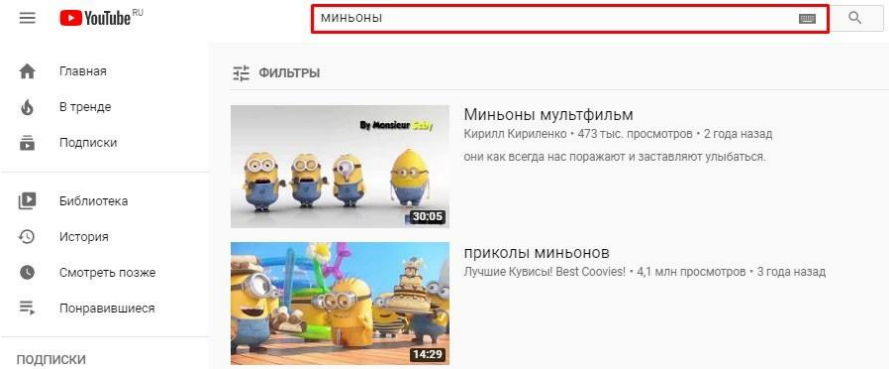 YouTube RU
миньоны
Главная
В тренде
Подписки
Библиотека
История
Смотреть позже
Понравившиеся
ПОДПИСКИ
ФИЛЬТРЫ
By Monsieur Seby
30:05
Миньоны мультфильм
Кирилл Кириленко • 473 тыс. просмотров • 2 года назад
они как всегда нас поражают и заставляют улыбаться.
14:29
приколы миньонов
Лучшие Кувисы! Best Coovies! • 4,1 млн просмотров • 3 года назад